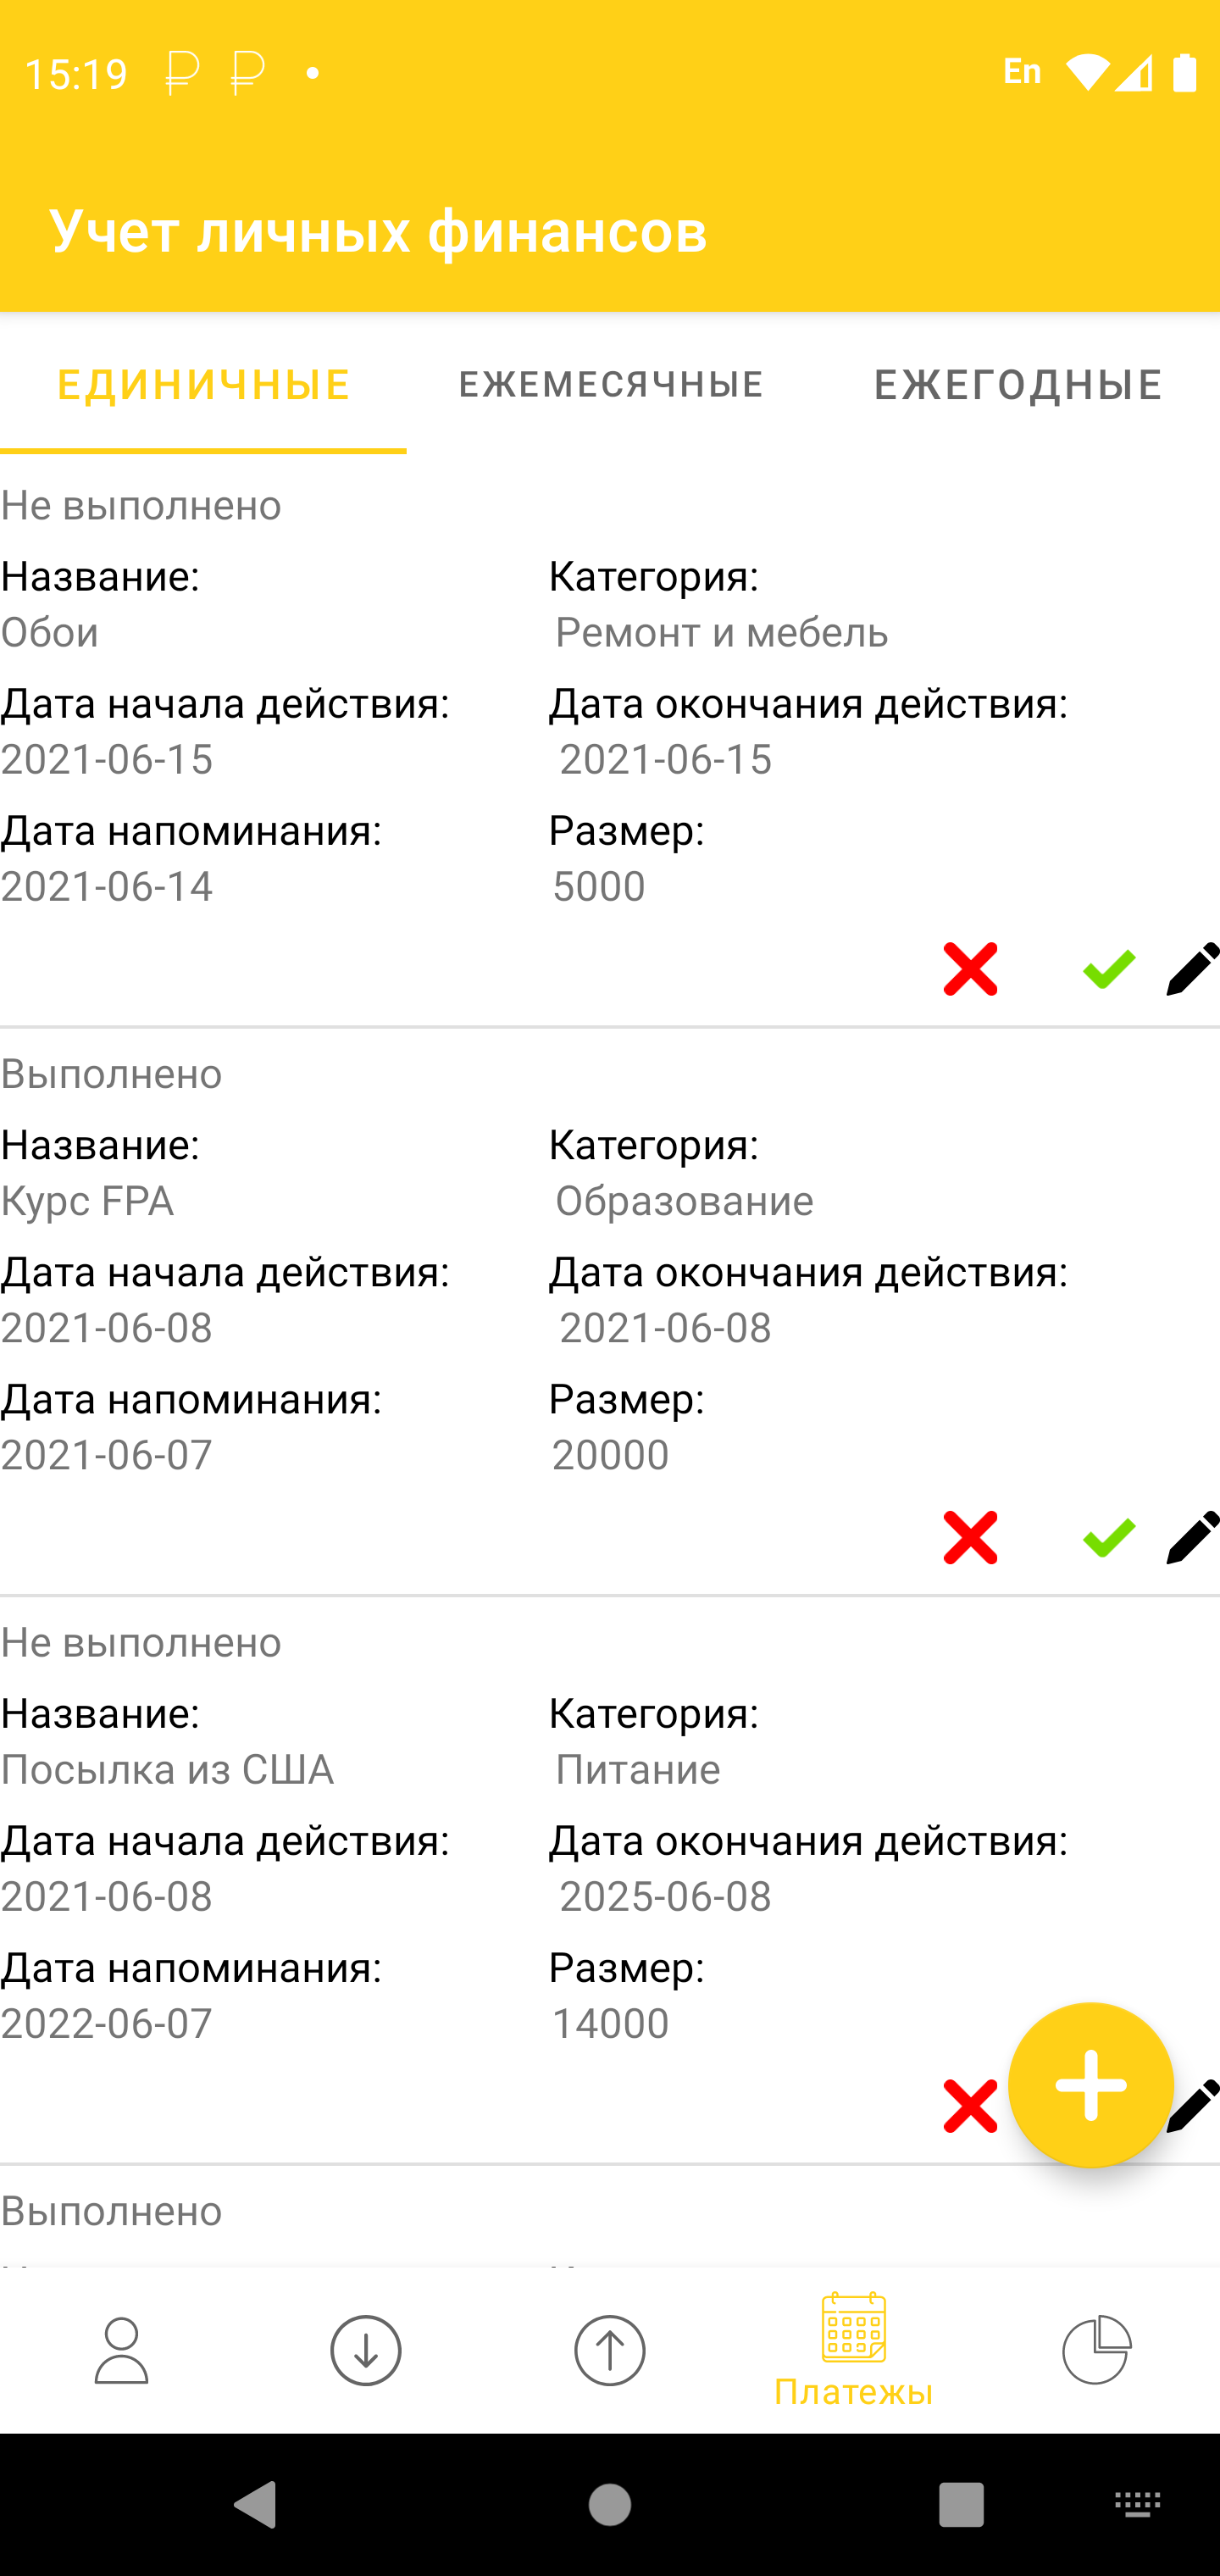 15:19
En
Учет личных финансов
ЕДИНИЧНЫЕ ЕЖЕМЕСЯЧНЫЕ ЕЖЕГОДНЫЕ
Не выполнено
Название: Категория:
Обои Ремонт и мебель
Дата начала действия: Дата окончания действия:
2021-06-15 2021-06-15
Дата напоминания: Размер:
2021-06-14 5000
Выполнено
Название: Категория:
Курс FPA Образование
Дата начала действия: Дата окончания действия:
2021-06-08 2021-06-08
Дата напоминания: Размер:
2021-06-07 20000
Не выполнено
Название: Категория:
Посылка из США Питание
Дата начала действия: Дата окончания действия:
2021-06-08 2025-06-08
Дата напоминания: Размер:
2022-06-07 14000
Выполнено
Платежы